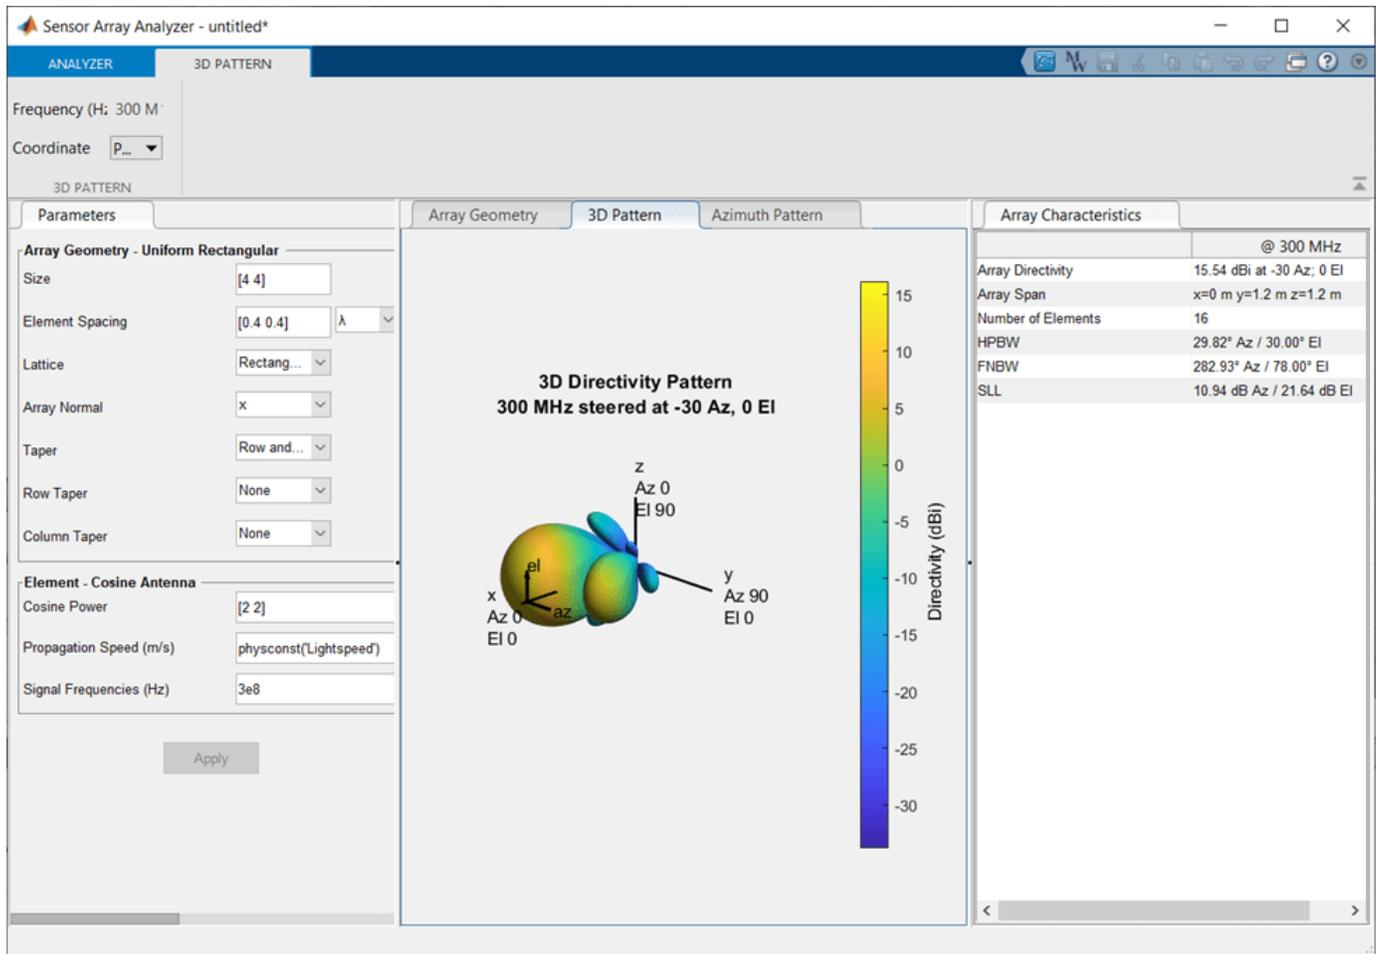 Sensor Array Analyzer - untitled*
ANALYZER
3D PATTERN
Frequency (H: 300 M
Coordinate P...
3D PATTERN
Parameters
Array Geometry - Uniform Rectangular
Size [4 4]
Element Spacing [0.4 0.4] λ
Lattice Rectang...
Array Normal x
Taper Row and...
Row Taper None
Column Taper None
Element - Cosine Antenna
Cosine Power [2 2]
Propagation Speed (m/s) physconst('Lightspeed')
Signal Frequencies (Hz) 3e8
Apply
Array Geometry
3D Pattern
Azimuth Pattern
3D Directivity Pattern
300 MHz steered at -30 Az, 0 El
z
Az 0
El 90
el
az
x
Az 0
El 0
y
Az 90
El 0
15
10
5
0
-5
-10
-15
-20
-25
-30
Directivity (dBi)
Array Characteristics
@ 300 MHz
Array Directivity 15.54 dBi at -30 Az; 0 El
Array Span x=0 m y=1.2 m z=1.2 m
Number of Elements 16
HPBW 29.82° Az / 30.00° El
FNBW 282.93° Az / 78.00° El
SLL 10.94 dB Az / 21.64 dB El